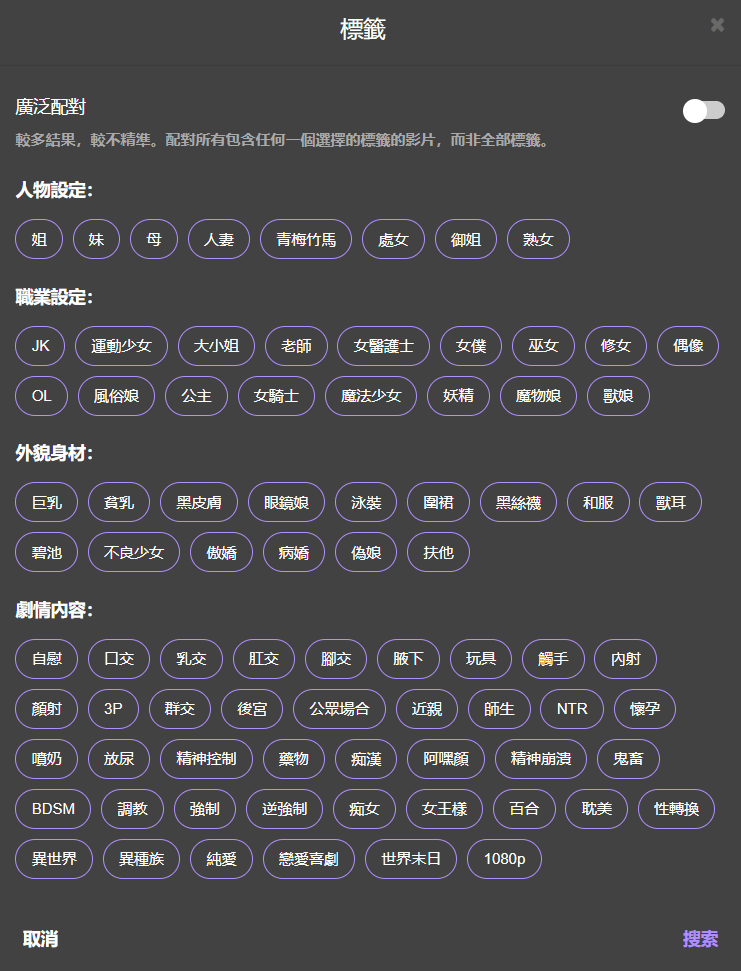 標籤
廣泛配對
較多結果，較不精準。配對所有包含任何一個選擇的標籤的影片，而非全部標籤。
人物設定：
姐 妹 母 人妻 青梅竹馬 處女 御姐 熟女
職業設定：
JK 運動少女 大小姐 老師 女醫護士 女僕 巫女 修女 偶像
OL 風俗娘 公主 女騎士 魔法少女 妖精 魔物娘 獸娘
外貌身材：
巨乳 貧乳 黑皮膚 眼鏡娘 泳裝 圍裙 黑絲襪 和服 獸耳
碧池 不良少女 傲嬌 病嬌 偽娘 扶他
劇情內容：
自慰 口交 乳交 肛交 腳交 腋下 玩具 觸手 內射
顏射 3P 群交 後宮 公眾場合 近親 師生 NTR 懷孕
噴奶 放尿 精神控制 藥物 痴漢 阿嘿顏 精神崩潰 鬼畜
BDSM 調教 強制 逆強制 痴女 女王樣 百合 耽美 性轉換
異世界 異種族 純愛 戀愛喜劇 世界末日 1080p
取消 搜索